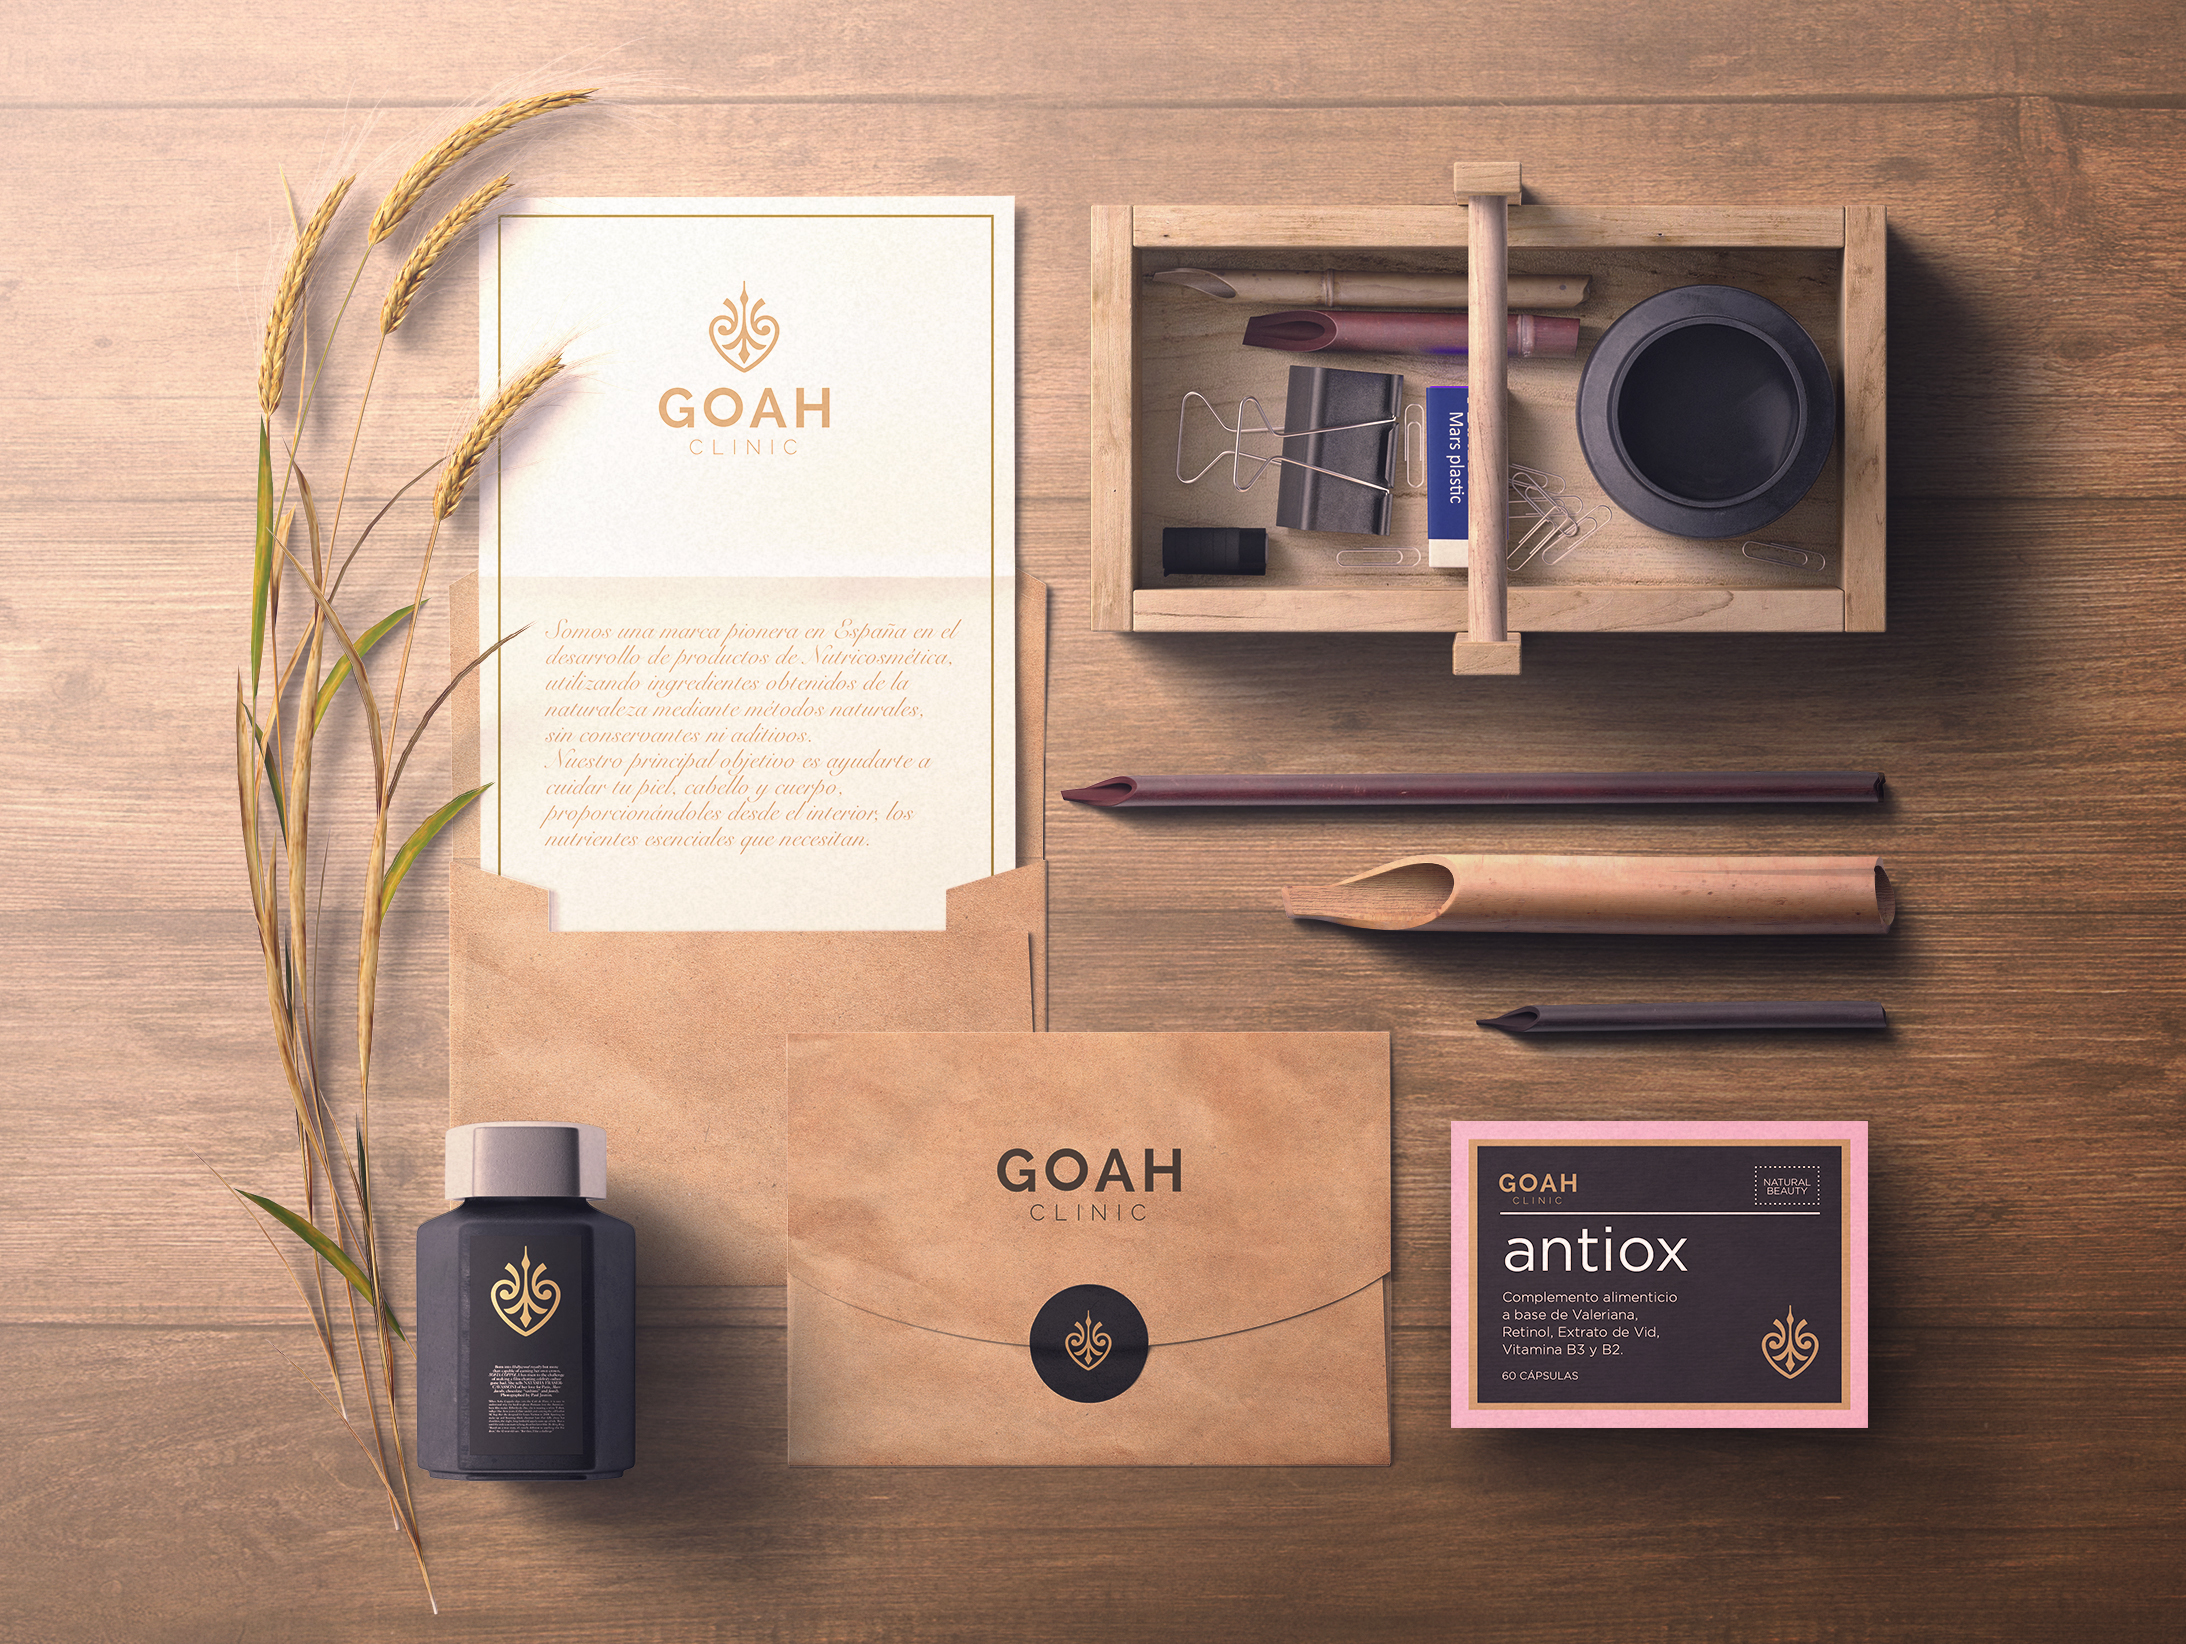 GOAH
CLINIC
Somos una marca pionera en España en el
desarrollo de productos de Nutricosmética,
utilizando ingredientes obtenidos de la
naturaleza mediante métodos naturales,
sin conservantes ni aditivos.
Nuestro principal objetivo es ayudarte a
cuidar tu piel, cabello y cuerpo,
proporcionándoles desde el interior, los
nutrientes esenciales que necesitan.
Mars plastic
GOAH
CLINIC
GOAH
CLINIC
NATURAL
BEAUTY
antiox
Complemento alimenticio
a base de Valeriana,
Retinol, Extrato de Vid,
Vitamina B3 y B2.
60 CÁPSULAS